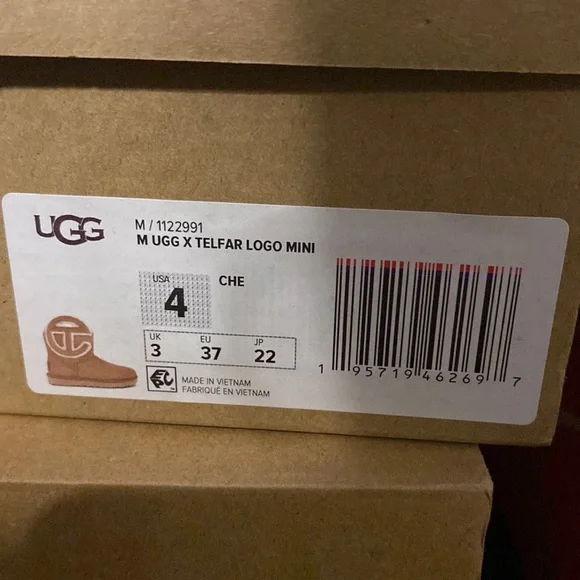 UGG
M / 1122991
M UGG X TELFAR LOGO MINI
USA
4
CHE
UK EU JP
3 37 22
MADE IN VIETNAM
FABRIQUÉ EN VIETNAM
1 95719 46269 7